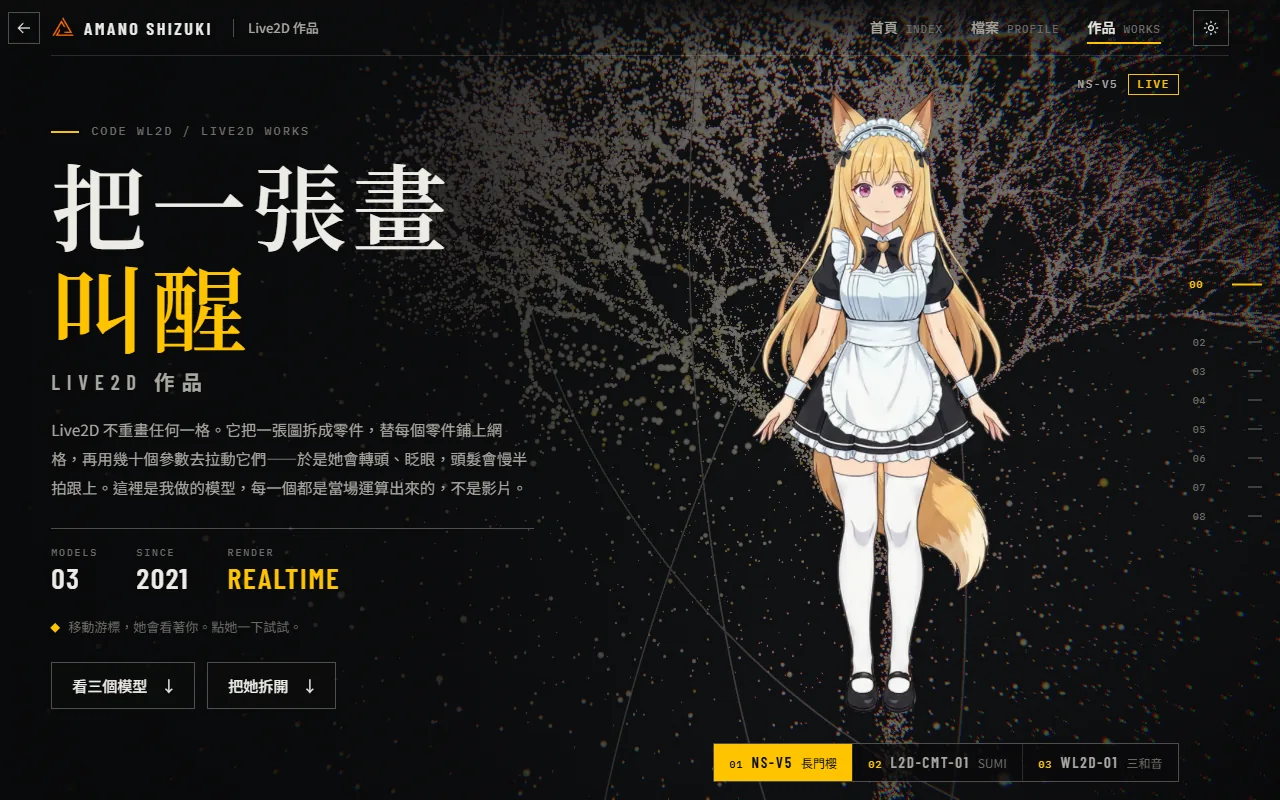 AMANO SHIZUKI
Live2D 作品
首頁 INDEX
檔案 PROFILE
作品 WORKS
NS-V5 LIVE
CODE WL2D / LIVE2D WORKS
把一張畫
叫醒
LIVE2D 作品
Live2D 不重畫任何一格。它把一張圖拆成零件，替每個零件鋪上網
格，再用幾十個參數去拉動它們——於是她會轉頭、眨眼，頭髮會慢半
拍跟上。這裡是我做的模型，每一個都是當場運算出來的，不是影片。
MODELS
03
SINCE
2021
RENDER
REALTIME
移動游標，她會看著你。點她一下試試。
看三個模型 ↓
把她拆開 ↓
00
01
02
03
04
05
06
07
08
01 NS-V5 長門櫻
02 L2D-CMT-01 SUMI
03 WL2D-01 三和音